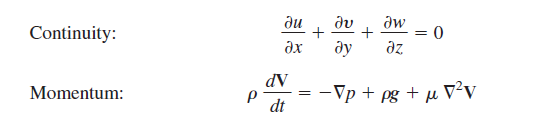 Continuity: ∂u/∂x + ∂υ/∂y + ∂w/∂z = 0
Momentum: ρ dV/dt = −∇p + ρg + μ ∇²V